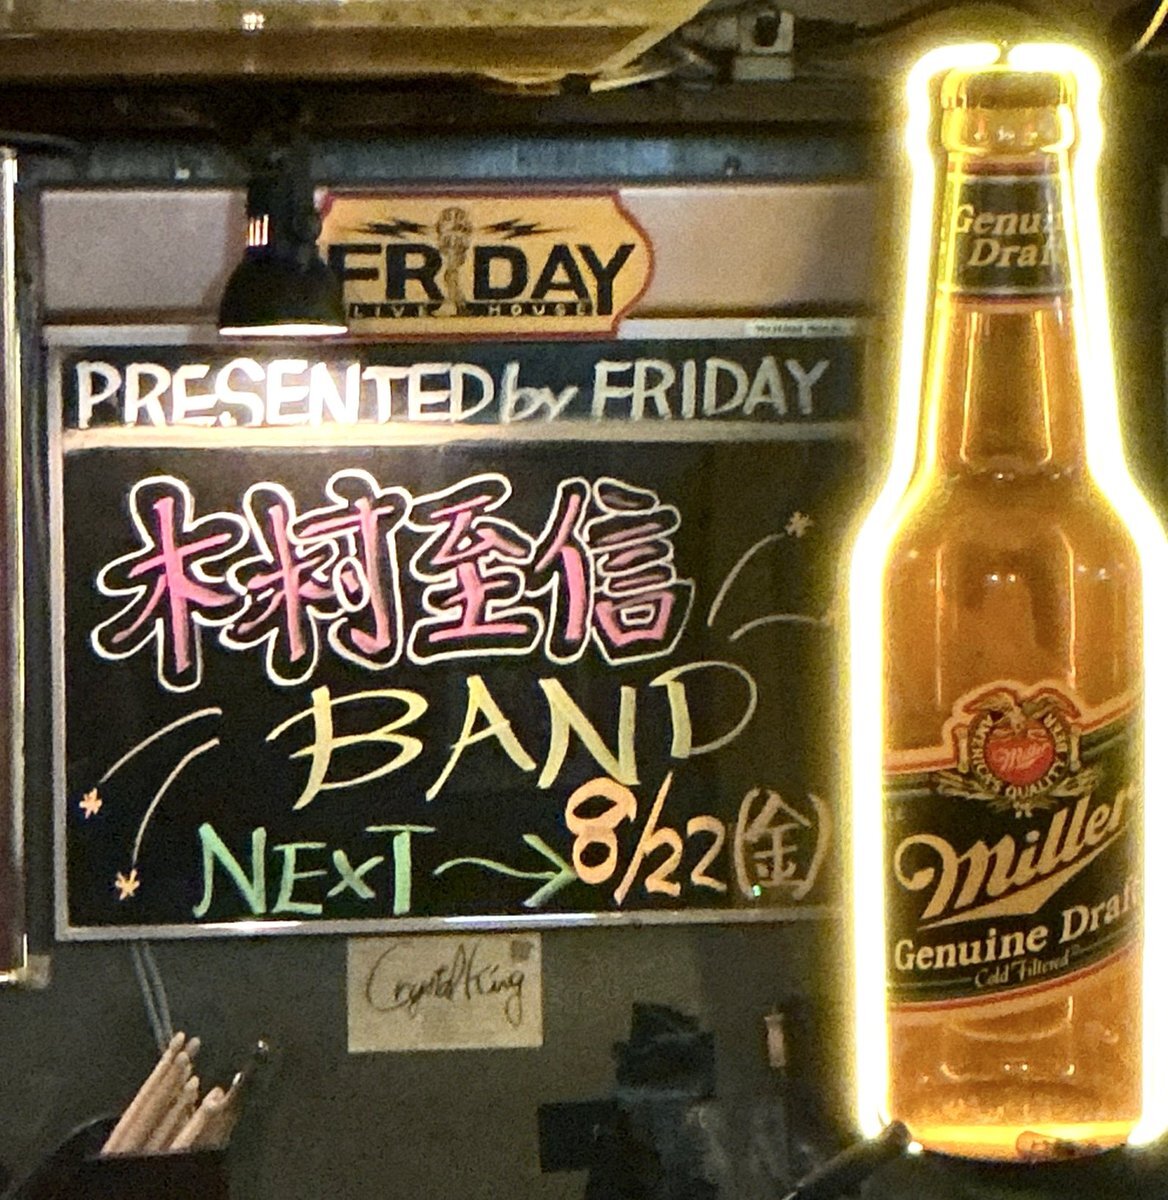 FRIDAY
LIVE HOUSE
PRESENTED by FRIDAY
木村至信
BAND
NEXT → 8/22(金)
Crystal King
Genuine
Draft
Miller
Miller
Genuine Draft
Cold Filtered